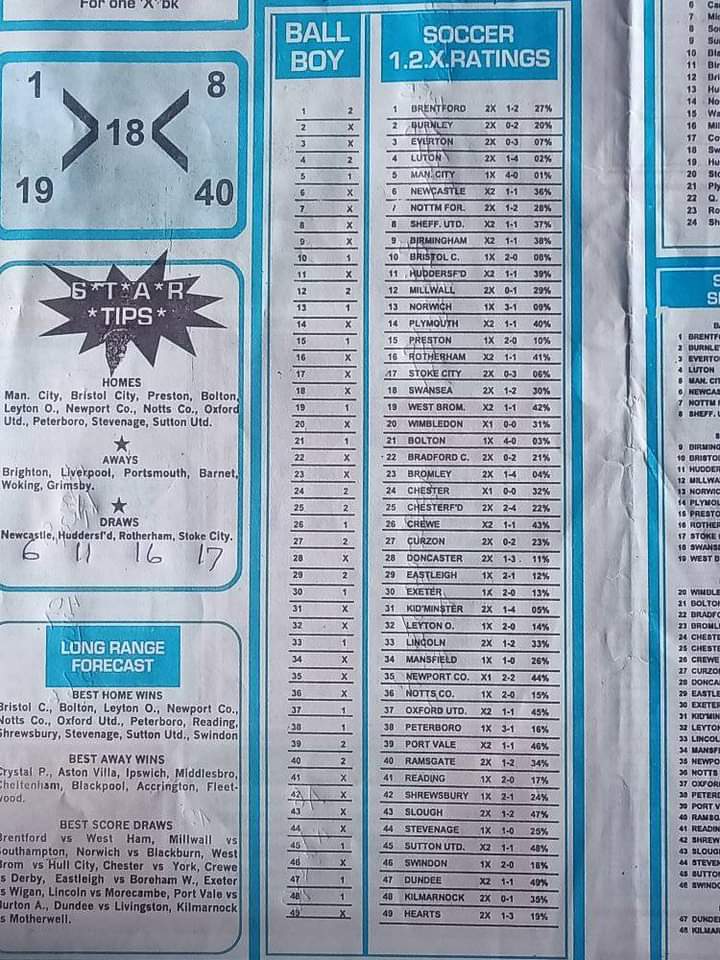 For one 'X' bk
1 8
18
19 40
S*T*A*R
*TIPS*
HOMES
Man. City, Bristol City, Preston, Bolton,
Leyton O., Newport Co., Notts Co., Oxford
Utd., Peterboro, Stevenage, Sutton Utd.
AWAYS
Brighton, Liverpool, Portsmouth, Barnet,
Woking, Grimsby.
DRAWS
Newcastle, Huddersf'd, Rotherham, Stoke City.
6 11 16 17
LONG RANGE
FORECAST
BEST HOME WINS
Bristol C., Bolton, Leyton O., Newport Co.,
Notts Co., Oxford Utd., Peterboro, Reading,
Shrewsbury, Stevenage, Sutton Utd., Swindon
BEST AWAY WINS
Crystal P., Aston Villa, Ipswich, Middlesbro,
Cheltenham, Blackpool, Accrington, Fleet-
wood.
BEST SCORE DRAWS
Brentford vs West Ham, Millwall vs
Southampton, Norwich vs Blackburn, West
Brom vs Hull City, Chester vs York, Crewe
vs Derby, Eastleigh vs Boreham W., Exeter
vs Wigan, Lincoln vs Morecambe, Port Vale vs
Burton A., Dundee vs Livingston, Kilmarnock
vs Motherwell.
BALL
BOY
1 2
2 X
3 X
4 2
5 1
6 X
7 X
8 X
9 X
10 1
11 X
12 2
13 1
14 X
15 1
16 X
17 X
18 X
19 1
20 X
21 1
22 X
23 X
24 2
25 2
26 1
27 2
28 X
29 2
30 1
31 X
32 X
33 1
34 X
35 X
36 X
37 1
38 1
39 2
40 2
41 X
42 X
43 X
44 X
45 1
46 X
47 1
48 1
49 X
SOCCER
1.2.X.RATINGS
1 BRENTFORD 2X 1-2 27%
2 BURNLEY 2X 0-2 20%
3 EVERTON 2X 0-3 07%
4 LUTON 2X 1-4 02%
5 MAN. CITY 1X 4-0 01%
6 NEWCASTLE X2 1-1 36%
7 NOTTM FOR. 2X 1-2 28%
8 SHEFF. UTD. X2 1-1 37%
9 BIRMINGHAM X2 1-1 38%
10 BRISTOL C. 1X 2-0 08%
11 HUDDERSF'D X2 1-1 39%
12 MILLWALL 2X 0-1 29%
13 NORWICH 1X 3-1 09%
14 PLYMOUTH X2 1-1 40%
15 PRESTON 1X 2-0 10%
16 ROTHERHAM X2 1-1 41%
17 STOKE CITY 2X 0-3 06%
18 SWANSEA 2X 1-2 30%
19 WEST BROM. X2 1-1 42%
20 WIMBLEDON X1 0-0 31%
21 BOLTON 1X 4-0 03%
22 BRADFORD C. 2X 0-2 21%
23 BROMLEY 2X 1-4 04%
24 CHESTER X1 0-0 32%
25 CHESTERF'D 2X 2-4 22%
26 CREWE X2 1-1 43%
27 CURZON 2X 0-2 23%
28 DONCASTER 2X 1-3 11%
29 EASTLEIGH 1X 2-1 12%
30 EXETER 1X 2-0 13%
31 KID'MINSTER 2X 1-4 05%
32 LEYTON O. 1X 2-0 14%
33 LINCOLN 2X 1-2 33%
34 MANSFIELD 1X 1-0 26%
35 NEWPORT CO. X1 2-2 44%
36 NOTTS CO. 1X 2-0 15%
37 OXFORD UTD. X2 1-1 45%
38 PETERBORO 1X 3-1 16%
39 PORT VALE X2 1-1 46%
40 RAMSGATE 2X 1-2 34%
41 READING 1X 2-0 17%
42 SHREWSBURY 1X 2-1 24%
43 SLOUGH 2X 1-2 47%
44 STEVENAGE 1X 1-0 25%
45 SUTTON UTD. X2 1-1 48%
46 SWINDON 1X 2-0 18%
47 DUNDEE X2 1-1 49%
48 KILMARNOCK 2X 0-1 35%
49 HEARTS 2X 1-3 19%